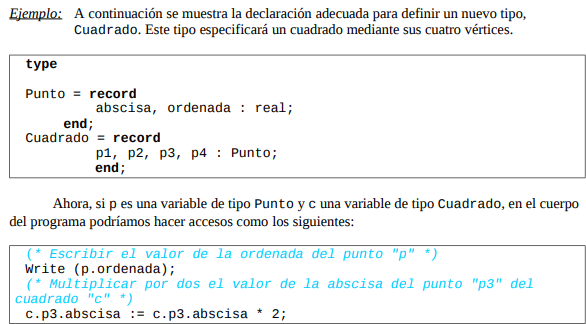 Ejemplo: A continuación se muestra la declaración adecuada para definir un nuevo tipo,
Cuadrado. Este tipo especificará un cuadrado mediante sus cuatro vértices.
type
Punto = record
abscisa, ordenada : real;
end;
Cuadrado = record
p1, p2, p3, p4 : Punto;
end;
Ahora, si p es una variable de tipo Punto y c una variable de tipo Cuadrado, en el cuerpo
del programa podríamos hacer accesos como los siguientes:
(* Escribir el valor de la ordenada del punto "p" *)
Write (p.ordenada);
(* Multiplicar por dos el valor de la abscisa del punto "p3" del
cuadrado "c" *)
c.p3.abscisa := c.p3.abscisa * 2;